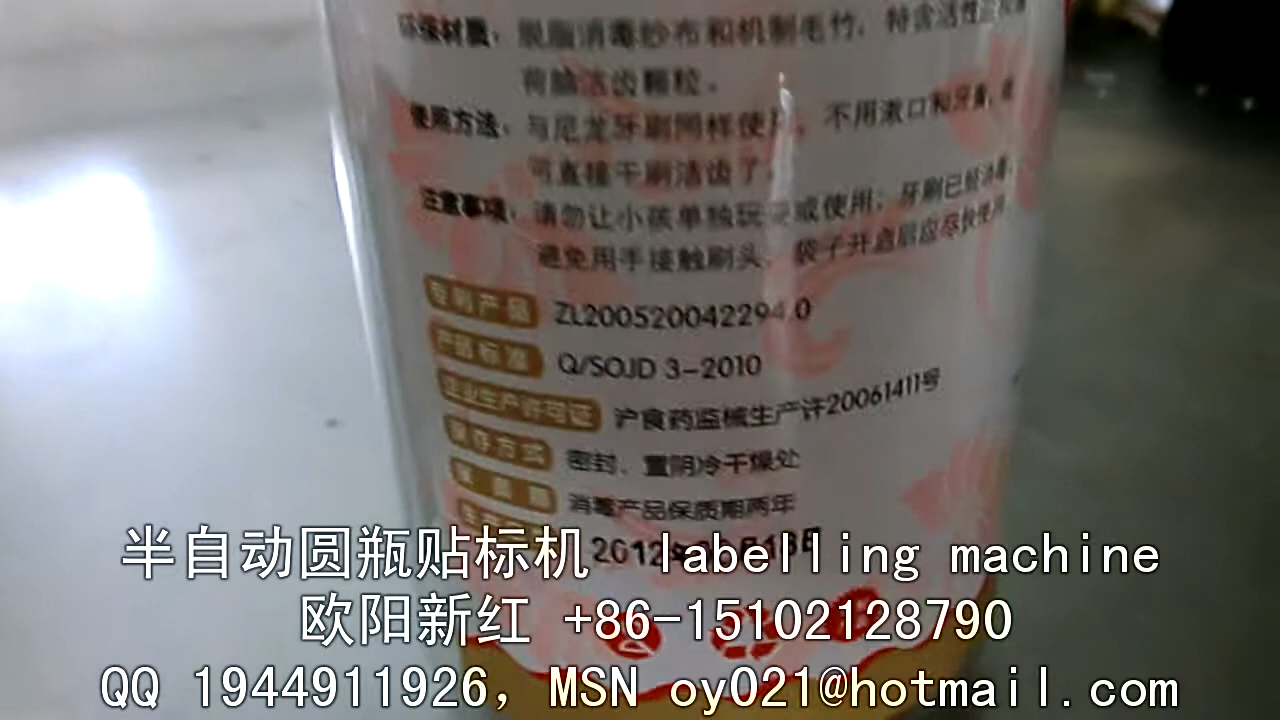 环保材质：脱脂消毒纱布和机制毛竹，特含活性
荷脑洁齿颗粒。
使用方法：与尼龙牙刷同样使用，不用漱口和牙膏，
可直接干刷洁齿了。
注意事项：请勿让小孩单独玩耍或使用；牙刷已经消毒，
避免用手接触刷头，袋子开启后应尽快使用
专利产品 ZL200520042294.0
产品标准 Q/SOJD 3-2010
企业生产许可证 沪食药监械生产许20061411号
保存方式 密封、置阴冷干燥处
保质期 消毒产品保质期两年
2012年
半自动圆瓶贴标机 labelling machine
欧阳新红 +86-15102128790
QQ 1944911926，MSN oy021@hotmail.com